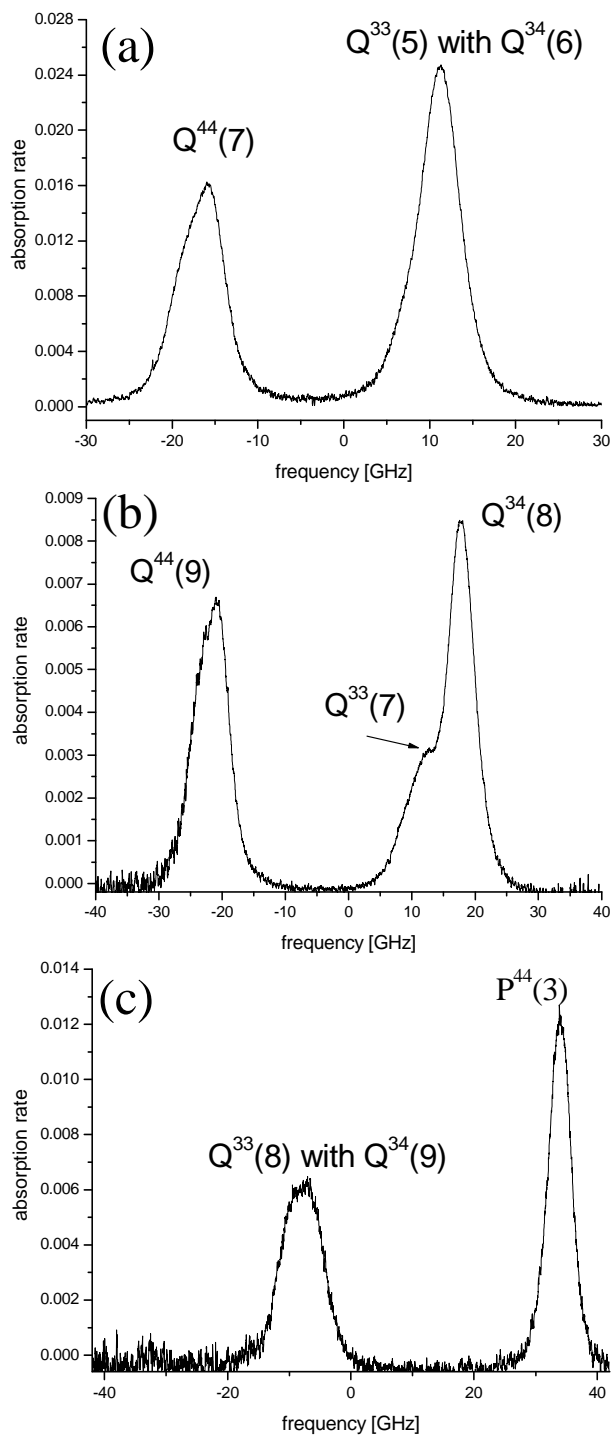 (a)
Q³³(5) with Q³⁴(6)
Q⁴⁴(7)
absorption rate
0.028
0.024
0.020
0.016
0.012
0.008
0.004
0.000
-30 -20 -10 0 10 20 30
frequency [GHz]
(b)
Q³⁴(8)
Q⁴⁴(9)
Q³³(7)
absorption rate
0.009
0.008
0.007
0.006
0.005
0.004
0.003
0.002
0.001
0.000
-40 -30 -20 -10 0 10 20 30 40
frequency [GHz]
(c)
P⁴⁴(3)
Q³³(8) with Q³⁴(9)
absorption rate
0.014
0.012
0.010
0.008
0.006
0.004
0.002
0.000
-40 -20 0 20 40
frequency [GHz]